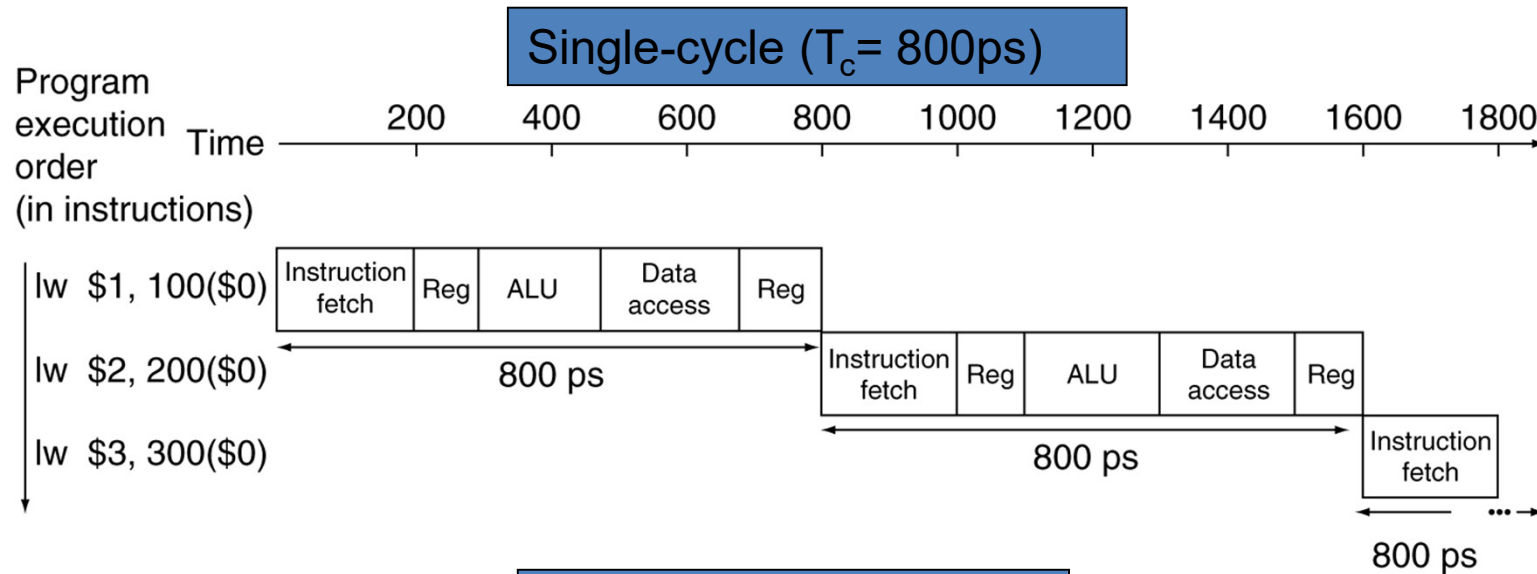 Single-cycle (Tc= 800ps)
Program
execution
order
(in instructions)
Time
200 400 600 800 1000 1200 1400 1600 1800
lw $1, 100($0)
Instruction
fetch
Reg
ALU
Data
access
Reg
800 ps
lw $2, 200($0)
Instruction
fetch
Reg
ALU
Data
access
Reg
800 ps
lw $3, 300($0)
Instruction
fetch
...
800 ps